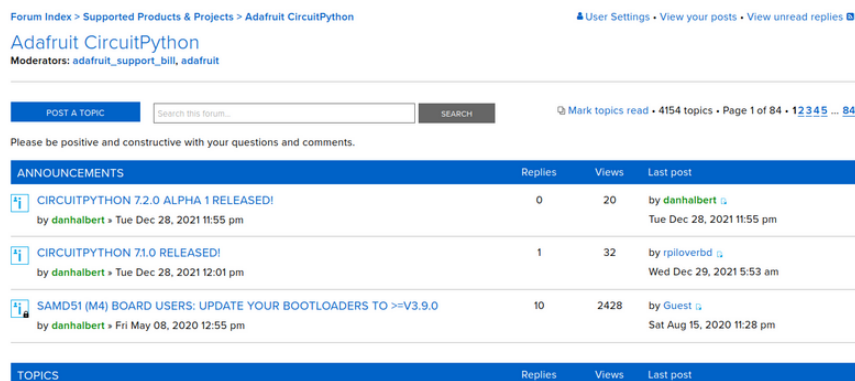 Forum Index > Supported Products & Projects > Adafruit CircuitPython
User Settings • View your posts • View unread replies
Adafruit CircuitPython
Moderators: adafruit_support_bill, adafruit
POST A TOPIC
Search this forum...
SEARCH
Mark topics read • 4154 topics • Page 1 of 84 • 1 2 3 4 5 ... 84
Please be positive and constructive with your questions and comments.
ANNOUNCEMENTS Replies Views Last post
CIRCUITPYTHON 7.2.0 ALPHA 1 RELEASED! 0 20 by danhalbert
by danhalbert » Tue Dec 28, 2021 11:55 pm Tue Dec 28, 2021 11:55 pm
CIRCUITPYTHON 7.1.0 RELEASED! 1 32 by rpiloverbd
by danhalbert » Tue Dec 28, 2021 12:01 pm Wed Dec 29, 2021 5:53 am
SAMD51 (M4) BOARD USERS: UPDATE YOUR BOOTLOADERS TO >=V3.9.0 10 2428 by Guest
by danhalbert » Fri May 08, 2020 12:55 pm Sat Aug 15, 2020 11:28 pm
TOPICS Replies Views Last post